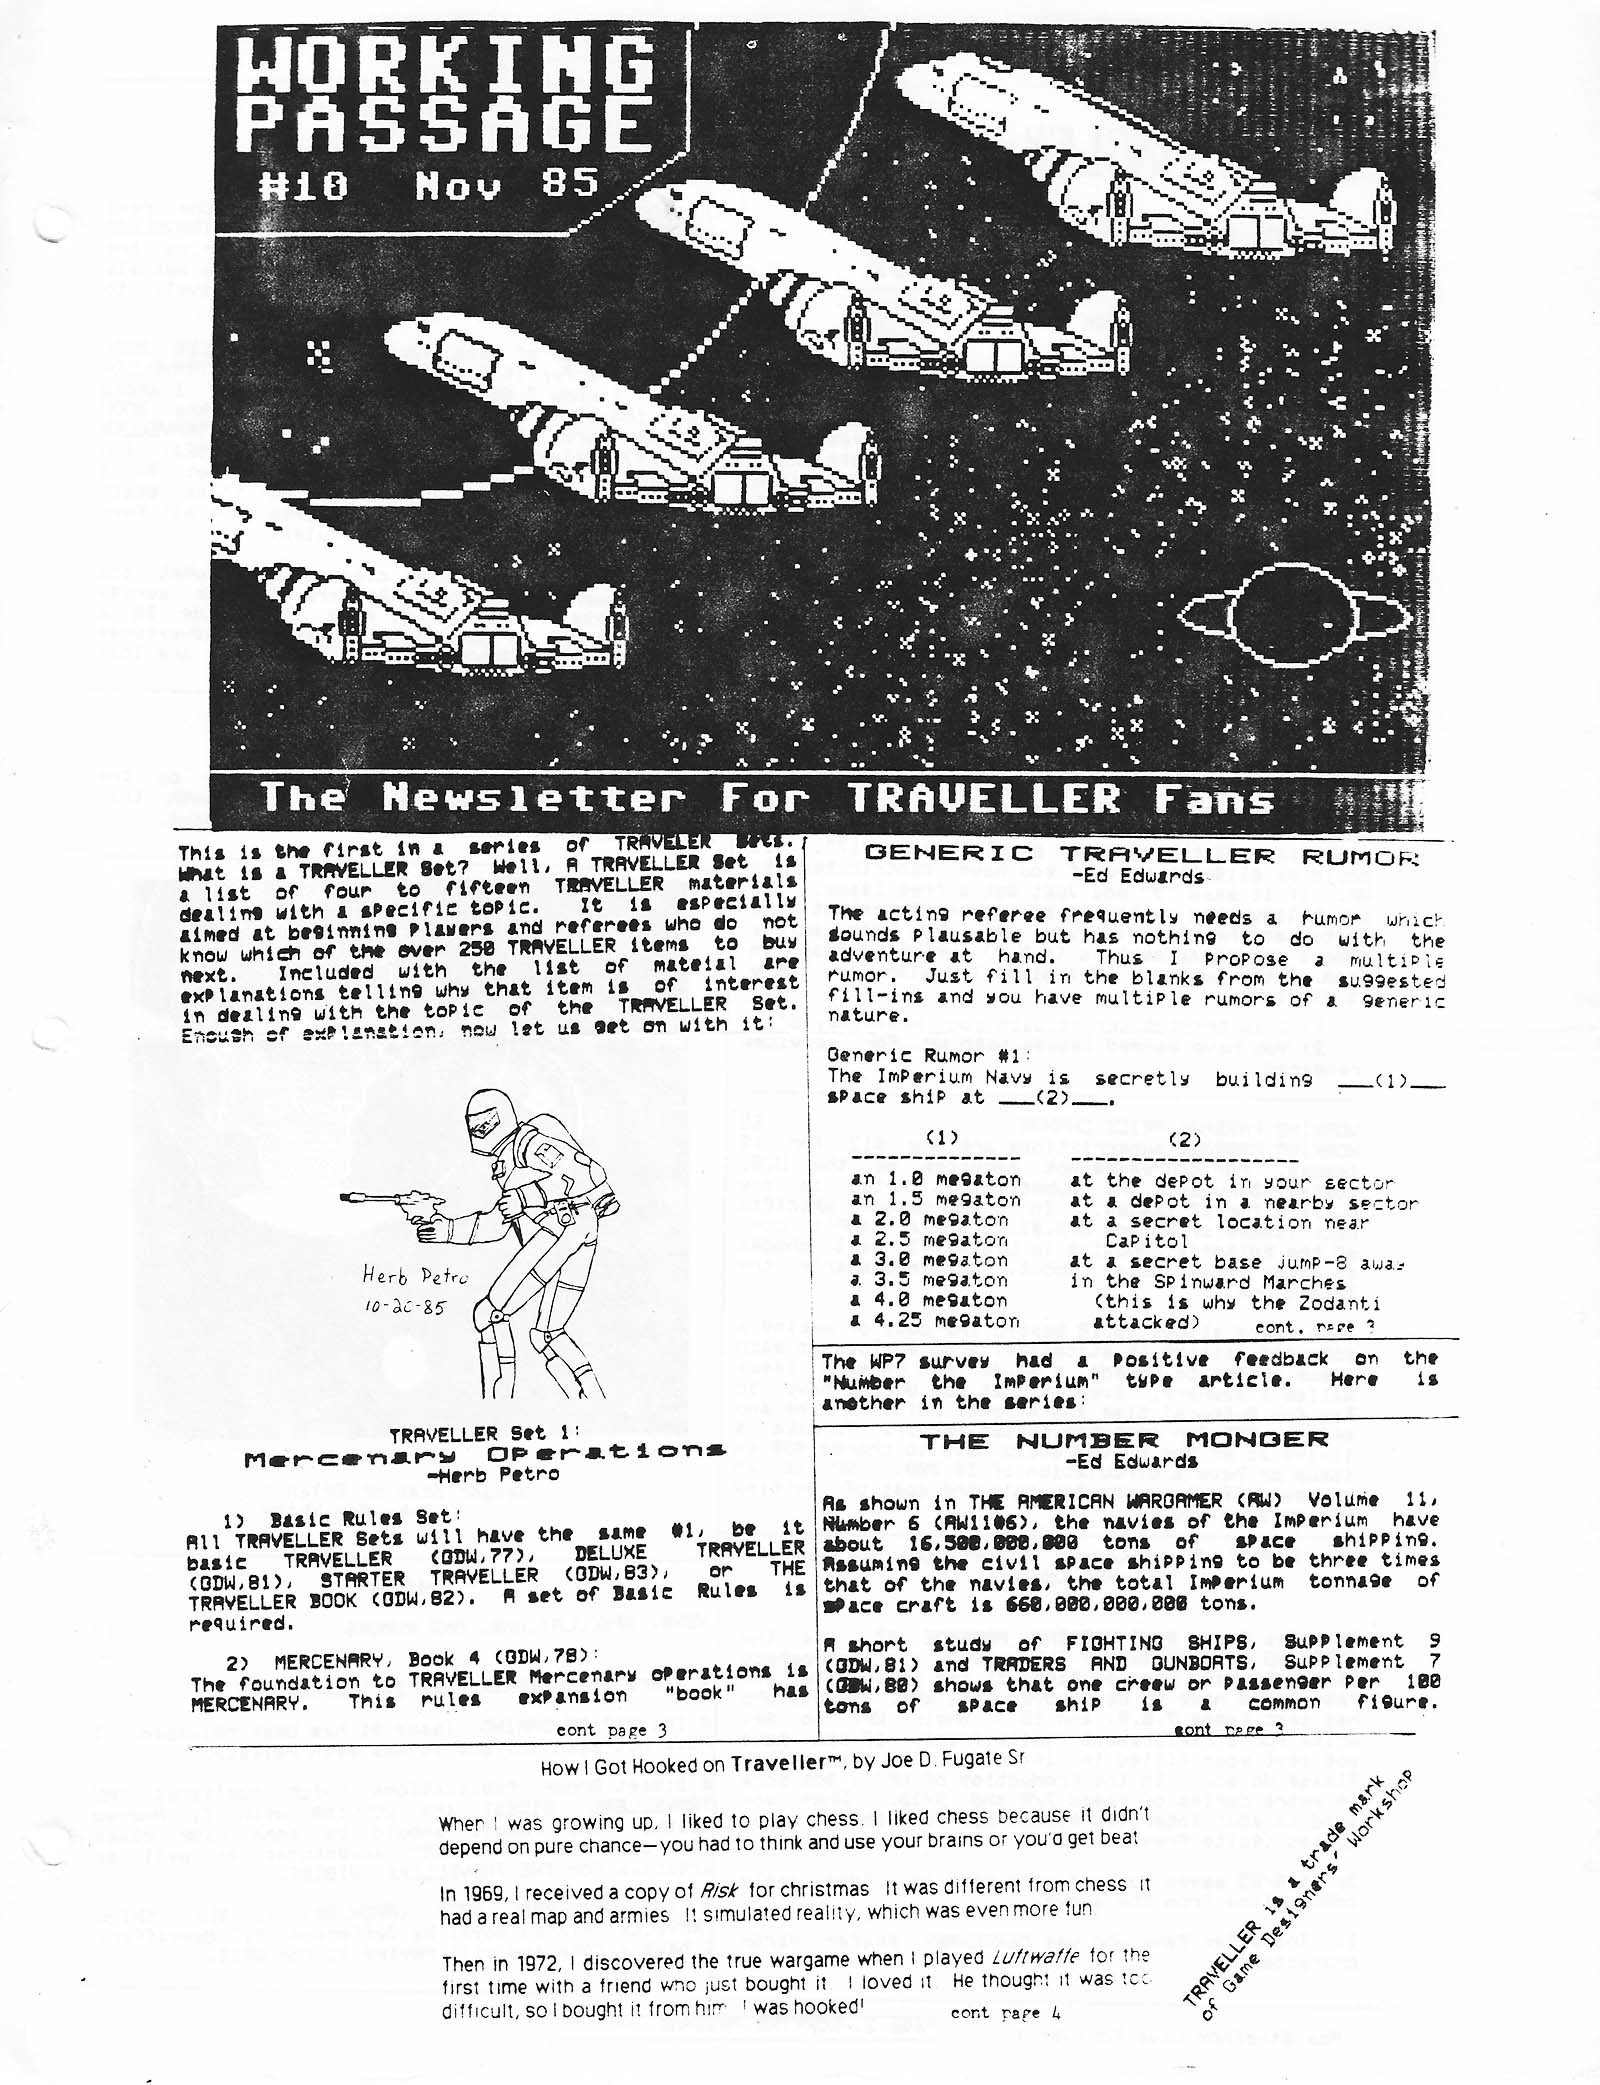 WORKING
PASSAGE
#10 Nov 85
The Newsletter For TRAVELLER Fans
This is the first in a series of TRAVELER Sets.
What is a TRAVELLER Set? Well, A TRAVELLER Set is
a list of four to fifteen TRAVELLER materials
dealing with a specific topic. It is especially
aimed at beginning players and referees who do not
know which of the over 250 TRAVELLER items to buy
next. Included with the list of mateial are
explanations telling why that item is of interest
in dealing with the topic of the TRAVELLER Set.
Enough of explanation, now let us get on with it:
Herb Petro
10-20-85
TRAVELLER Set 1:
Mercenary Operations
-Herb Petro
1) Basic Rules Set:
All TRAVELLER Sets will have the same #1, be it
basic TRAVELLER (GDW,77), DELUXE TRAVELLER
(GDW,81), STARTER TRAVELLER (GDW,83), or THE
TRAVELLER BOOK (GDW,82). A set of Basic Rules is
required.
2) MERCENARY, Book 4 (GDW,78):
The foundation to TRAVELLER Mercenary operations is
MERCENARY. This rules expansion "book" has
cont page 3
GENERIC TRAVELLER RUMOR
-Ed Edwards
The acting referee frequently needs a rumor which
sounds plausable but has nothing to do with the
adventure at hand. Thus I propose a multiple
rumor. Just fill in the blanks from the suggested
fill-ins and you have multiple rumors of a generic
nature.
Generic Rumor #1:
The Imperium Navy is secretly building ___(1)___
space ship at ___(2)___.
(1) (2)
-------------- -------------------
an 1.0 megaton at the depot in your sector
an 1.5 megaton at a depot in a nearby sector
a 2.0 megaton at a secret location near
a 2.5 megaton Capitol
a 3.0 megaton at a secret base jump-8 away
a 3.5 megaton in the Spinward Marches
a 4.0 megaton (this is why the Zodanti
a 4.25 megaton attacked) cont. page 3
The WP7 survey had a positive feedback on the
"Number the Imperium" type article. Here is
another in the series:
THE NUMBER MONGER
-Ed Edwards
As shown in THE AMERICAN WARGAMER (AW) Volume 11,
Number 6 (AW11#6), the navies of the Imperium have
about 16,500,000,000 tons of space shipping.
Assuming the civil space shipping to be three times
that of the navies, the total Imperium tonnage of
space craft is 660,000,000,000 tons.
A short study of FIGHTING SHIPS, Supplement 9
(GDW,81) and TRADERS AND GUNBOATS, Supplement 7
(GDW,80) shows that one creew or passenger per 100
tons of space ship is a common figure.
cont page 3
How I Got Hooked on Traveller™, by Joe D. Fugate Sr
When I was growing up, I liked to play chess. I liked chess because it didn't
depend on pure chance—you had to think and use your brains or you'd get beat
In 1969, I received a copy of Risk for christmas It was different from chess it
had a real map and armies It simulated reality, which was even more fun
Then in 1972, I discovered the true wargame when I played Luftwaffe for the
first time with a friend who just bought it I loved it He thought it was too
difficult, so I bought it from him I was hooked!
cont page 4
TRAVELLER is a trade mark
of Game Designers' Workshop